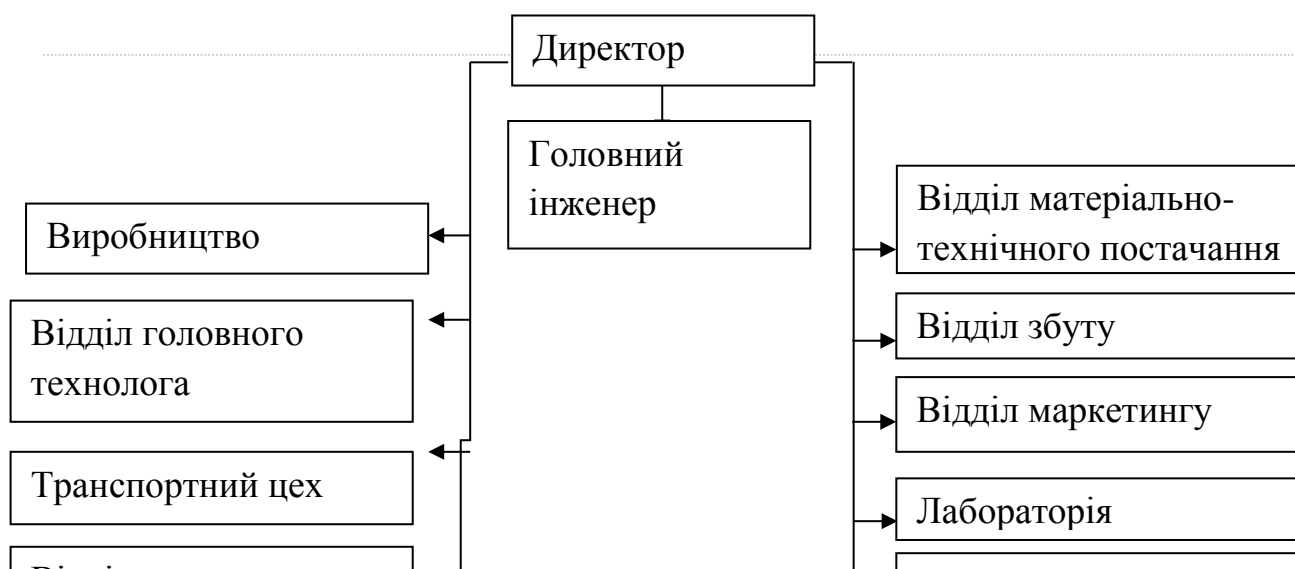 Директор
Головний
інженер
Виробництво
Відділ головного
технолога
Транспортний цех
Відділ матеріально-
технічного постачання
Відділ збуту
Відділ маркетингу
Лабораторія